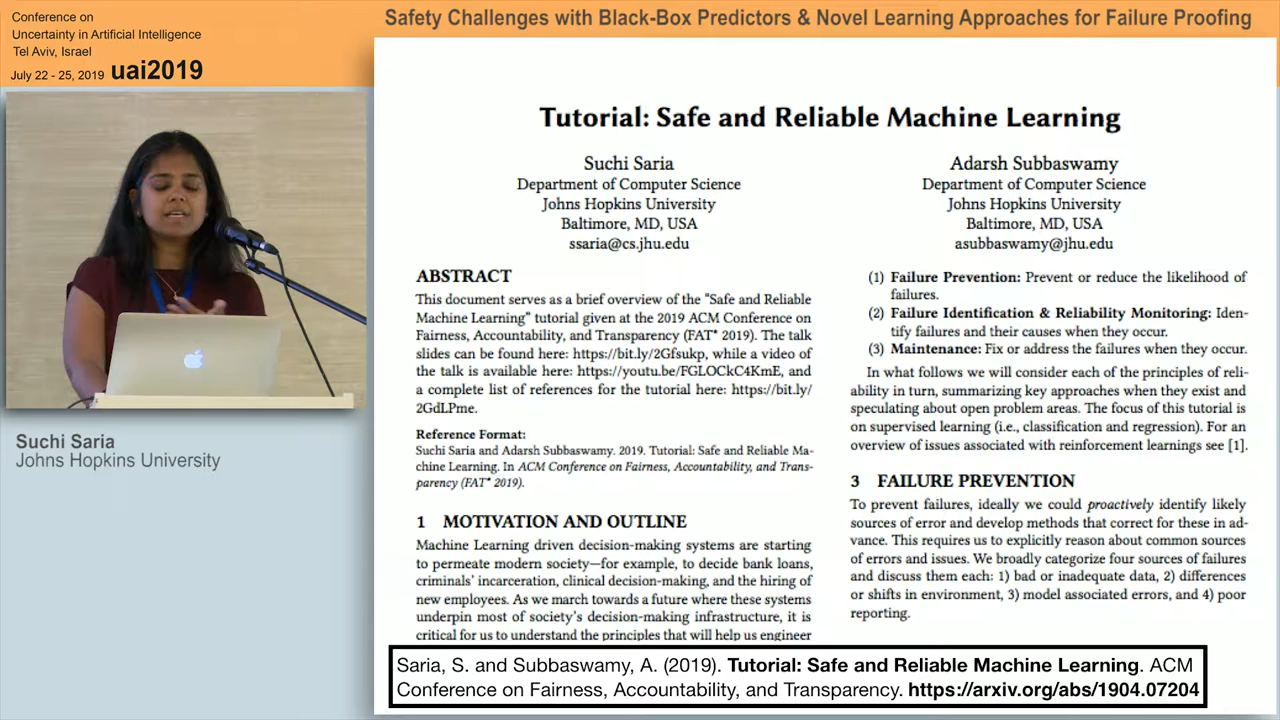 Conference on
Uncertainty in Artificial Intelligence
Tel Aviv, Israel
July 22 - 25, 2019 uai2019
Safety Challenges with Black-Box Predictors & Novel Learning Approaches for Failure Proofing
Suchi Saria
Johns Hopkins University
Tutorial: Safe and Reliable Machine Learning
Suchi Saria
Department of Computer Science
Johns Hopkins University
Baltimore, MD, USA
ssaria@cs.jhu.edu
Adarsh Subbaswamy
Department of Computer Science
Johns Hopkins University
Baltimore, MD, USA
asubbaswamy@jhu.edu
ABSTRACT
This document serves as a brief overview of the "Safe and Reliable
Machine Learning" tutorial given at the 2019 ACM Conference on
Fairness, Accountability, and Transparency (FAT* 2019). The talk
slides can be found here: https://bit.ly/2Gfsukp, while a video of
the talk is available here: https://youtu.be/FGLOCkC4KmE, and
a complete list of references for the tutorial here: https://bit.ly/
2GdLPme.
Reference Format:
Suchi Saria and Adarsh Subbaswamy. 2019. Tutorial: Safe and Reliable Ma-
chine Learning. In ACM Conference on Fairness, Accountability, and Trans-
parency (FAT* 2019).
1 MOTIVATION AND OUTLINE
Machine Learning driven decision-making systems are starting
to permeate modern society—for example, to decide bank loans,
criminals' incarceration, clinical decision-making, and the hiring of
new employees. As we march towards a future where these systems
underpin most of society's decision-making infrastructure, it is
critical for us to understand the principles that will help us engineer
(1) Failure Prevention: Prevent or reduce the likelihood of
failures.
(2) Failure Identification & Reliability Monitoring: Iden-
tify failures and their causes when they occur.
(3) Maintenance: Fix or address the failures when they occur.
In what follows we will consider each of the principles of reli-
ability in turn, summarizing key approaches when they exist and
speculating about open problem areas. The focus of this tutorial is
on supervised learning (i.e., classification and regression). For an
overview of issues associated with reinforcement learnings see [1].
3 FAILURE PREVENTION
To prevent failures, ideally we could proactively identify likely
sources of error and develop methods that correct for these in ad-
vance. This requires us to explicitly reason about common sources
of errors and issues. We broadly categorize four sources of failures
and discuss them each: 1) bad or inadequate data, 2) differences
or shifts in environment, 3) model associated errors, and 4) poor
reporting.
Saria, S. and Subbaswamy, A. (2019). Tutorial: Safe and Reliable Machine Learning. ACM
Conference on Fairness, Accountability, and Transparency. https://arxiv.org/abs/1904.07204